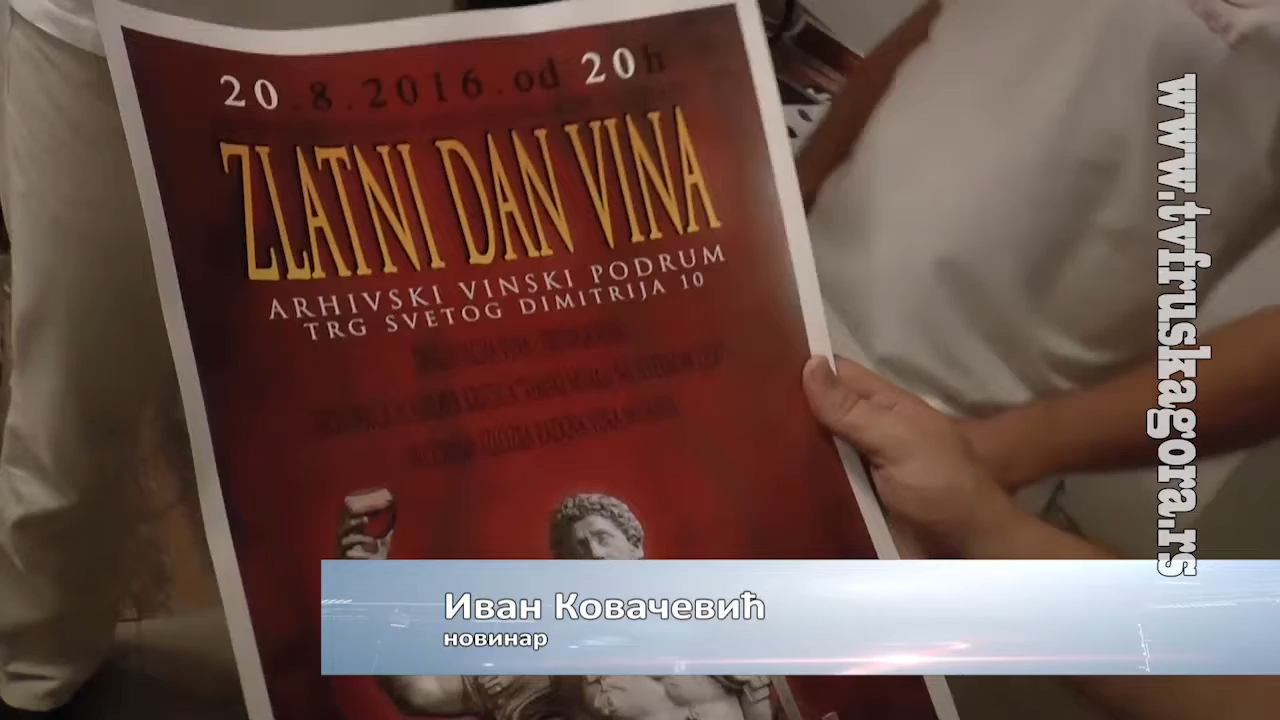 20.8.2016.od 20h
ZLATNI DAN VINA
ARHIVSKI VINSKI PODRUM
TRG SVETOG DIMITRIJA 10
Иван Ковачевић
новинар
www.tvfruskagora.rs